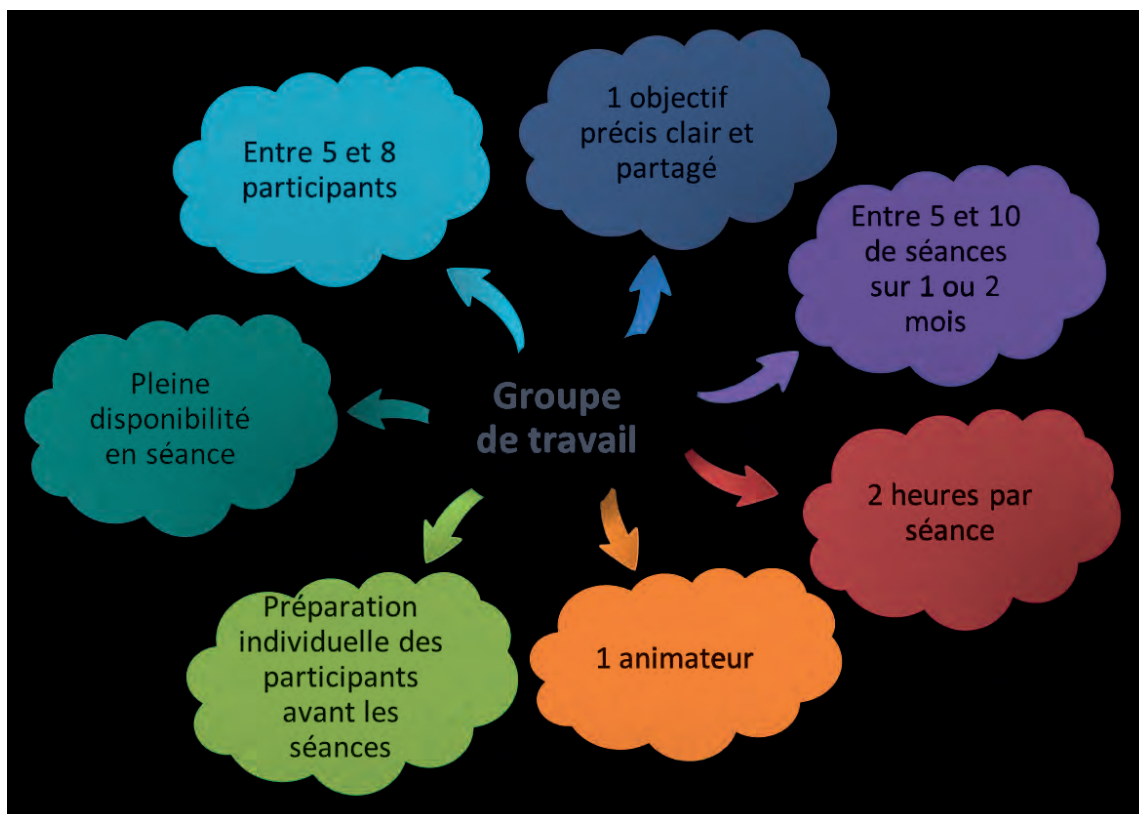 1 objectif
précis clair et
partagé
Entre 5 et 8
participants
Entre 5 et 10
de séances
sur 1 ou 2
mois
Pleine
disponibilité
en séance
Groupe
de travail
2 heures par
séance
Préparation
individuelle des
participants
avant les
séances
1 animateur